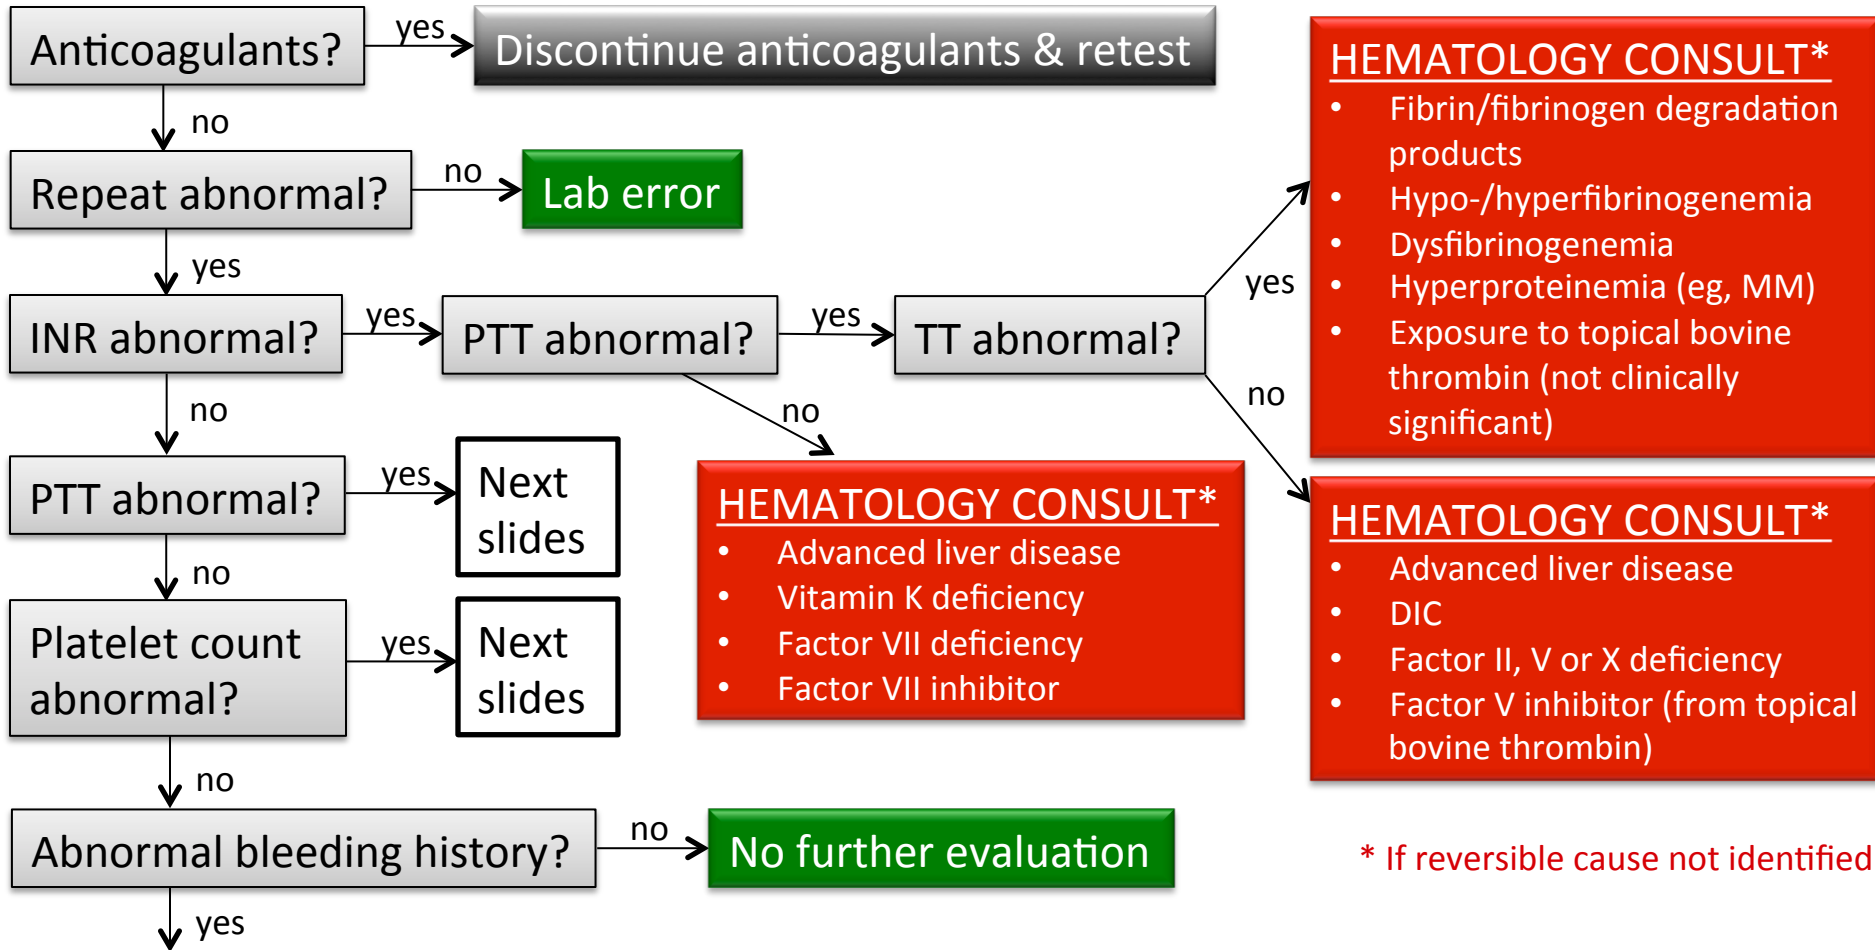 Anticoagulants?
yes
Discontinue anticoagulants & retest
no
Repeat abnormal?
no
Lab error
yes
INR abnormal?
yes
PTT abnormal?
yes
TT abnormal?
yes
HEMATOLOGY CONSULT*
• Fibrin/fibrinogen degradation
products
• Hypo-/hyperfibrinogenemia
• Dysfibrinogenemia
• Hyperproteinemia (eg, MM)
• Exposure to topical bovine
thrombin (not clinically
significant)
no
HEMATOLOGY CONSULT*
• Advanced liver disease
• DIC
• Factor II, V or X deficiency
• Factor V inhibitor (from topical
bovine thrombin)
no
HEMATOLOGY CONSULT*
• Advanced liver disease
• Vitamin K deficiency
• Factor VII deficiency
• Factor VII inhibitor
no
PTT abnormal?
yes
Next
slides
no
Platelet count
abnormal?
yes
Next
slides
no
Abnormal bleeding history?
no
No further evaluation
yes
* If reversible cause not identified